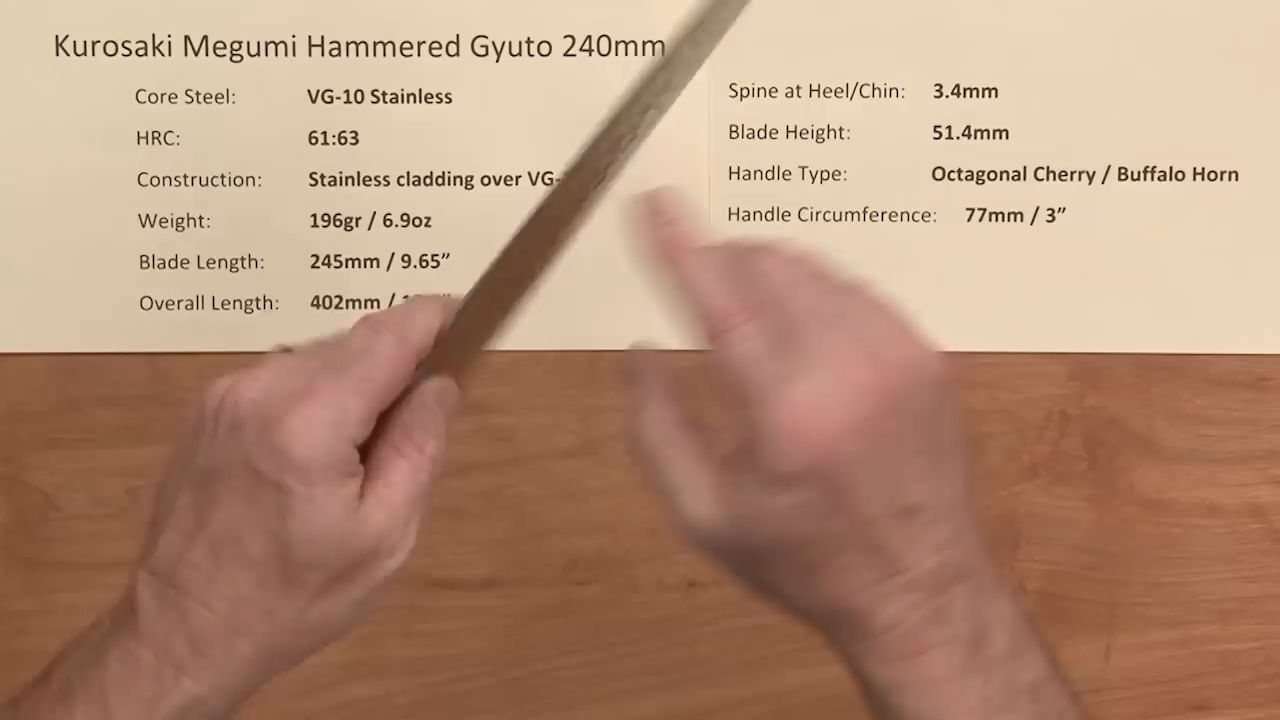 Kurosaki Megumi Hammered Gyuto 240mm
Core Steel: VG-10 Stainless
HRC: 61:63
Construction: Stainless cladding over VG-
Weight: 196gr / 6.9oz
Blade Length: 245mm / 9.65”
Overall Length: 402mm /
Spine at Heel/Chin: 3.4mm
Blade Height: 51.4mm
Handle Type: Octagonal Cherry / Buffalo Horn
Handle Circumference: 77mm / 3”